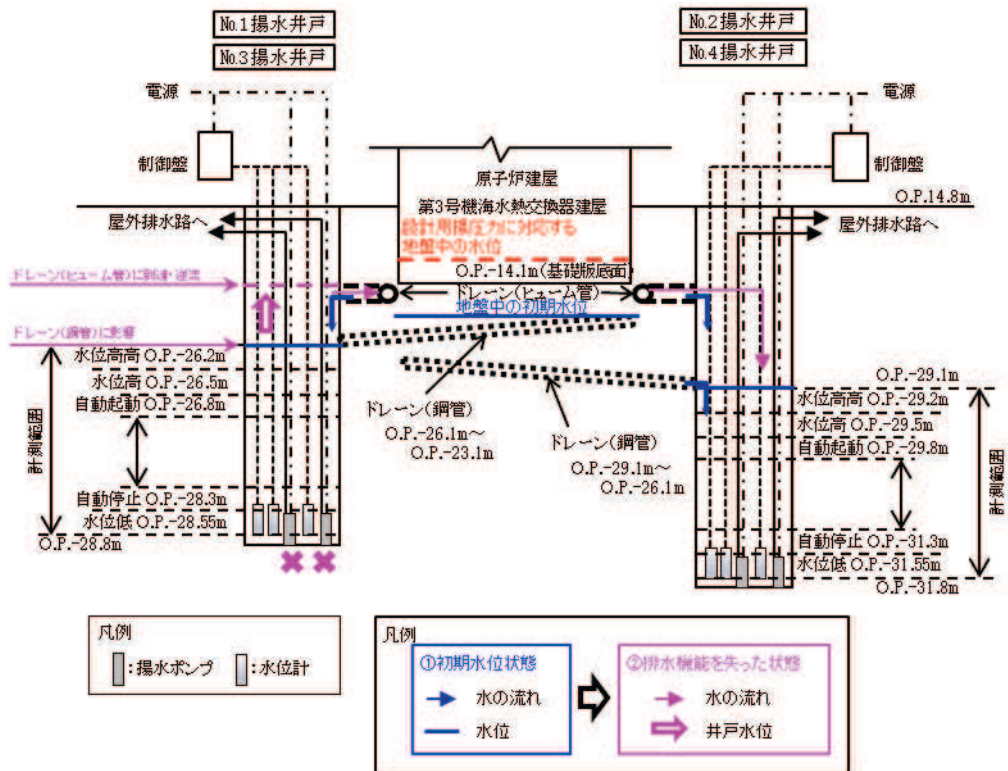 No.1揚水井戸
No.3揚水井戸
No.2揚水井戸
No.4揚水井戸
電源
電源
制御盤
制御盤
原子炉建屋
第3号機海水熱交換器建屋
O.P.14.8m
屋外排水路へ
屋外排水路へ
設計用揚圧力に対応する
地盤中の水位
O.P.-14.1m(基礎版底面)
ドレーン(ヒューム管)に到達・逆流
ドレーン(ヒューム管)
地盤中の初期水位
ドレーン(鋼管)に影響
水位高高 O.P.-26.2m
水位高 O.P.-26.5m
自動起動 O.P.-26.8m
計測範囲
自動停止 O.P.-28.3m
水位低 O.P.-28.55m
O.P.-28.8m
ドレーン(鋼管)
O.P.-26.1m～
O.P.-23.1m
ドレーン(鋼管)
O.P.-29.1m～
O.P.-26.1m
O.P.-29.1m
水位高高 O.P.-29.2m
水位高 O.P.-29.5m
自動起動 O.P.-29.8m
計測範囲
自動停止 O.P.-31.3m
水位低 O.P.-31.55m
O.P.-31.8m
凡例
:揚水ポンプ
:水位計
凡例
①初期水位状態
水の流れ
水位
②排水機能を失った状態
水の流れ
井戸水位